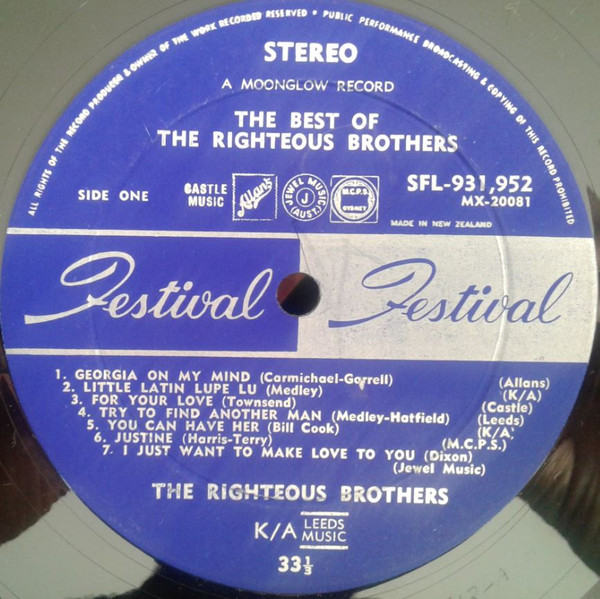 ALL RIGHTS OF THE RECORD PRODUCER & OWNER OF THE WORK RECORDED RESERVED • PUBLIC PERFORMANCE BROADCASTING & COPYING OF THIS RECORD PROHIBITED
STEREO
A MOONGLOW RECORD
THE BEST OF
THE RIGHTEOUS BROTHERS
SIDE ONE
CASTLE
MUSIC
Allans
JEWEL MUSIC
J
(AUST.)
M.C.P.S.
SYDNEY
SFL-931,952
MX-20081
MADE IN NEW ZEALAND
Festival Festival
1. GEORGIA ON MY MIND (Carmichael-Gorrell) (Allans)
2. LITTLE LATIN LUPE LU (Medley) (K/A)
3. FOR YOUR LOVE (Townsend) (Castle)
4. TRY TO FIND ANOTHER MAN (Medley-Hatfield) (Leeds)
5. YOU CAN HAVE HER (Bill Cook) (K/A)
6. JUSTINE (Harris-Terry) (M.C.P.S.)
7. I JUST WANT TO MAKE LOVE TO YOU (Dixon)
(Jewel Music)
THE RIGHTEOUS BROTHERS
K/A LEEDS MUSIC
33⅓